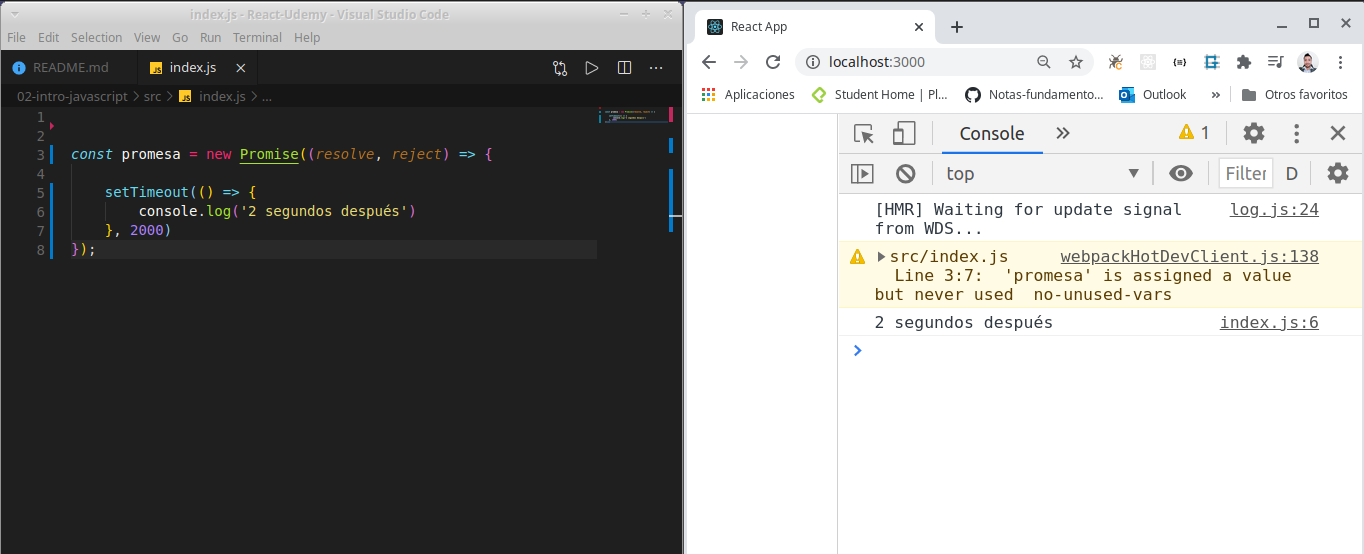 index.js - React-Udemy - Visual Studio Code
File Edit Selection View Go Run Terminal Help
README.md
index.js
02-intro-javascript > src > index.js > ...
1
2
3 const promesa = new Promise((resolve, reject) => {
4
5 setTimeout(() => {
6 console.log('2 segundos después')
7 }, 2000)
8 });
React App
localhost:3000
Aplicaciones
Student Home | Pl...
Notas-fundamento...
Outlook
»
Otros favoritos
Console
»
1
top
Filter
D
[HMR] Waiting for update signal log.js:24
from WDS...
src/index.js webpackHotDevClient.js:138
Line 3:7: 'promesa' is assigned a value
but never used no-unused-vars
2 segundos después index.js:6